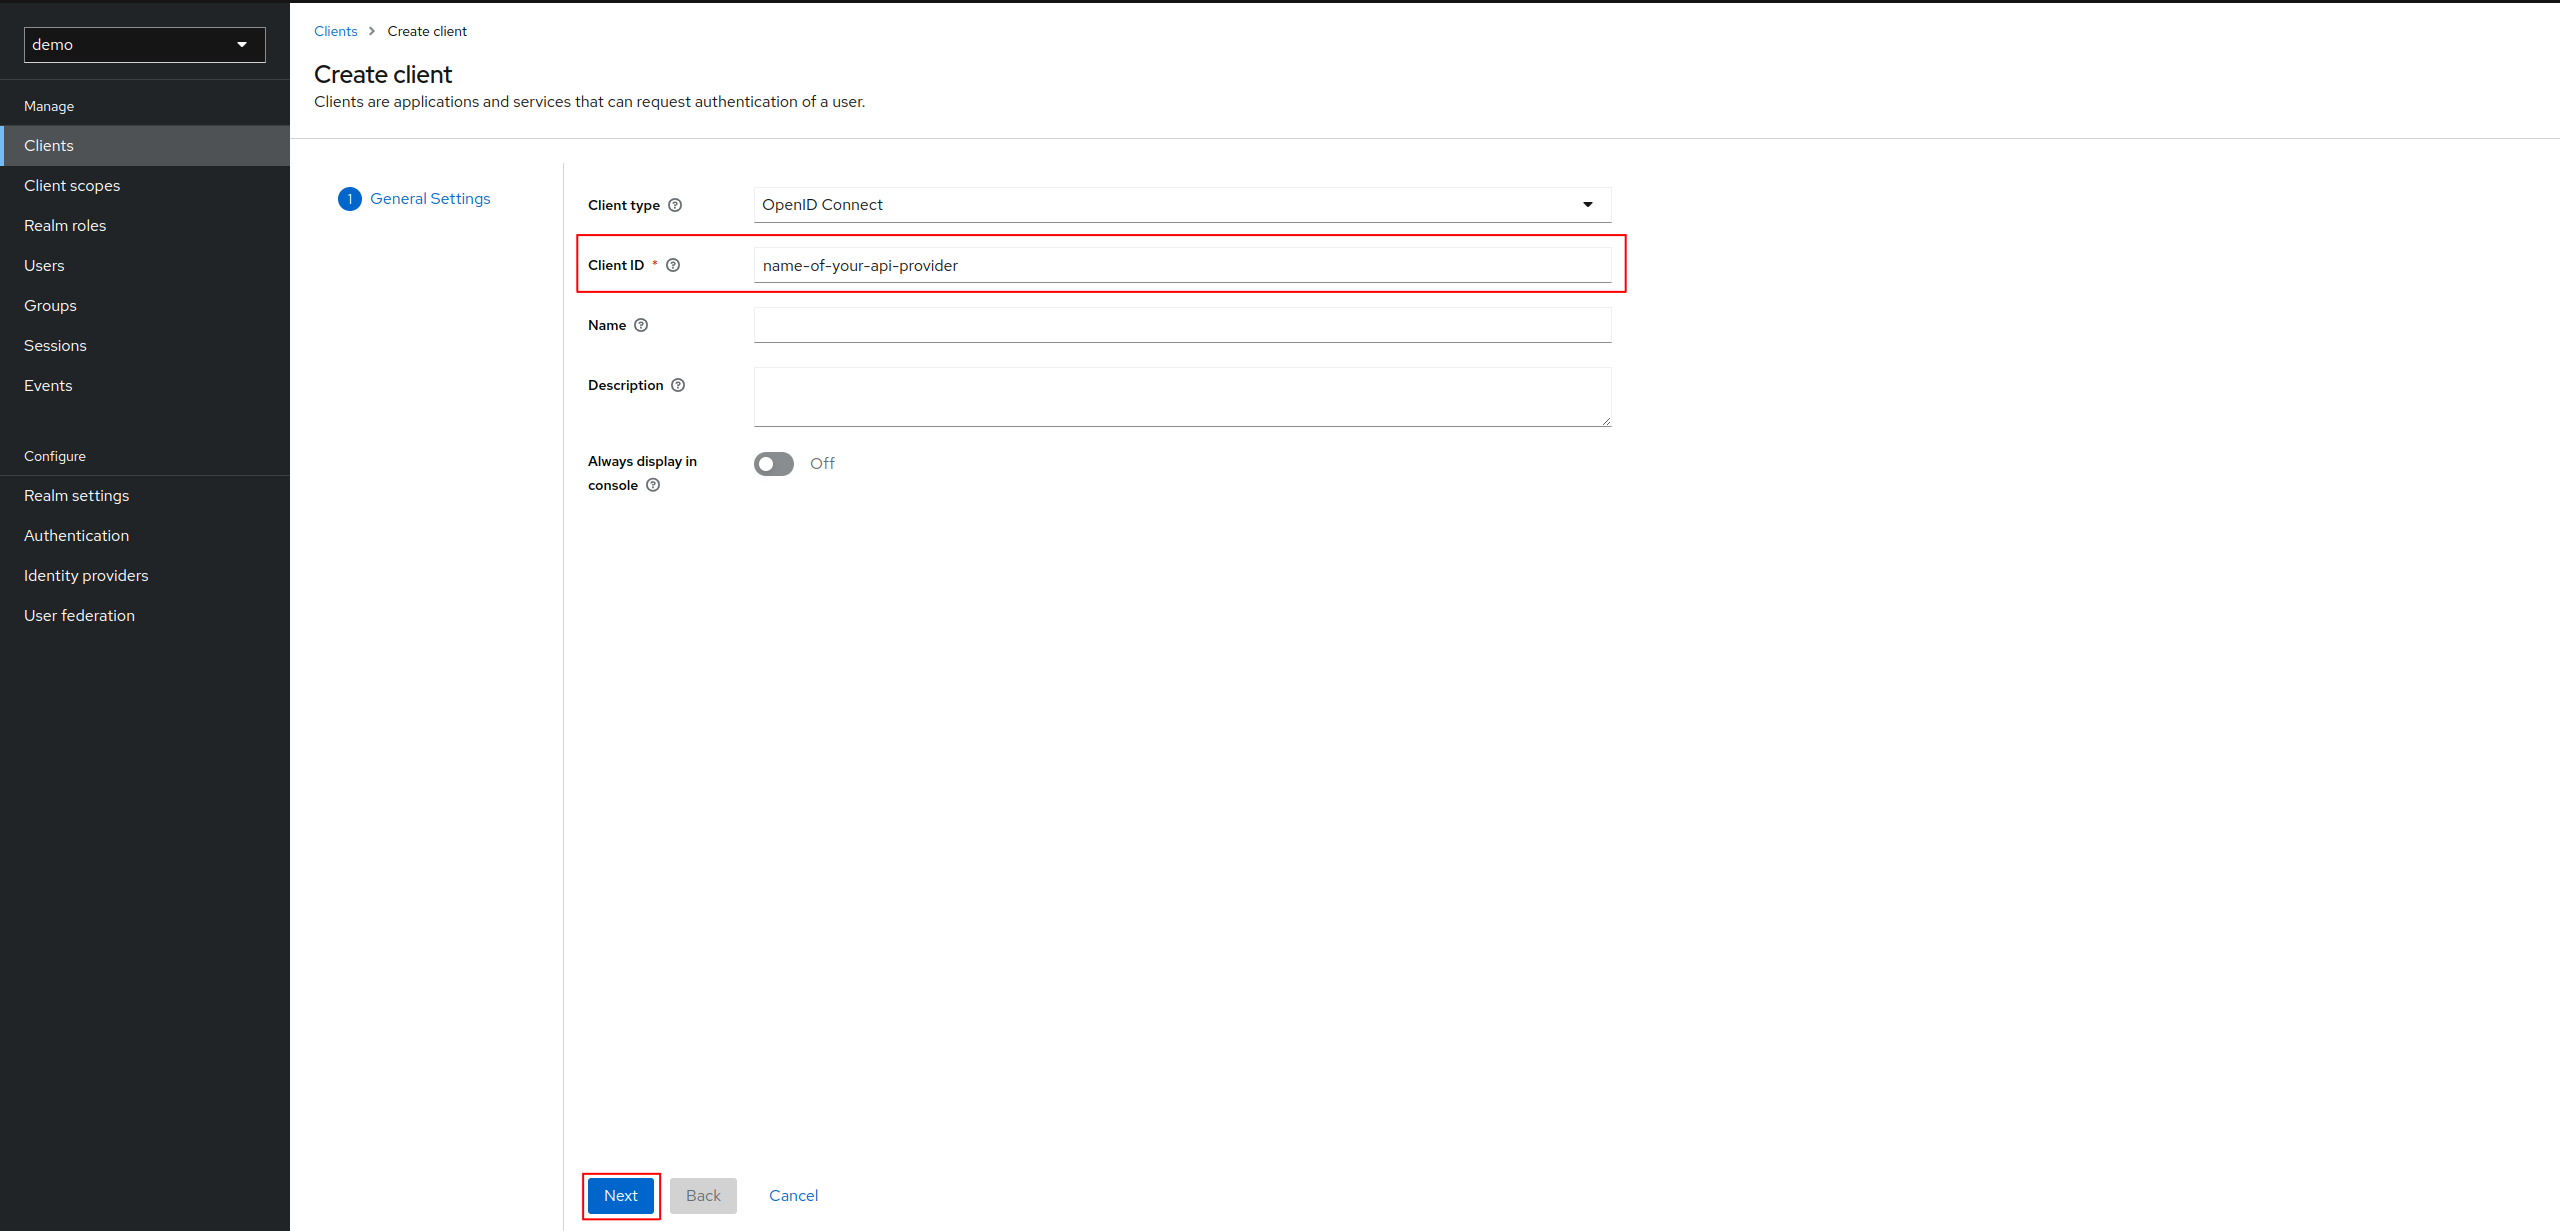 demo
Manage
Clients
Client scopes
Realm roles
Users
Groups
Sessions
Events
Configure
Realm settings
Authentication
Identity providers
User federation
Clients > Create client
Create client
Clients are applications and services that can request authentication of a user.
1 General Settings
Client type ? OpenID Connect
Client ID * ? name-of-your-api-provider
Name ?
Description ?
Always display in
console ? Off
Next Back Cancel